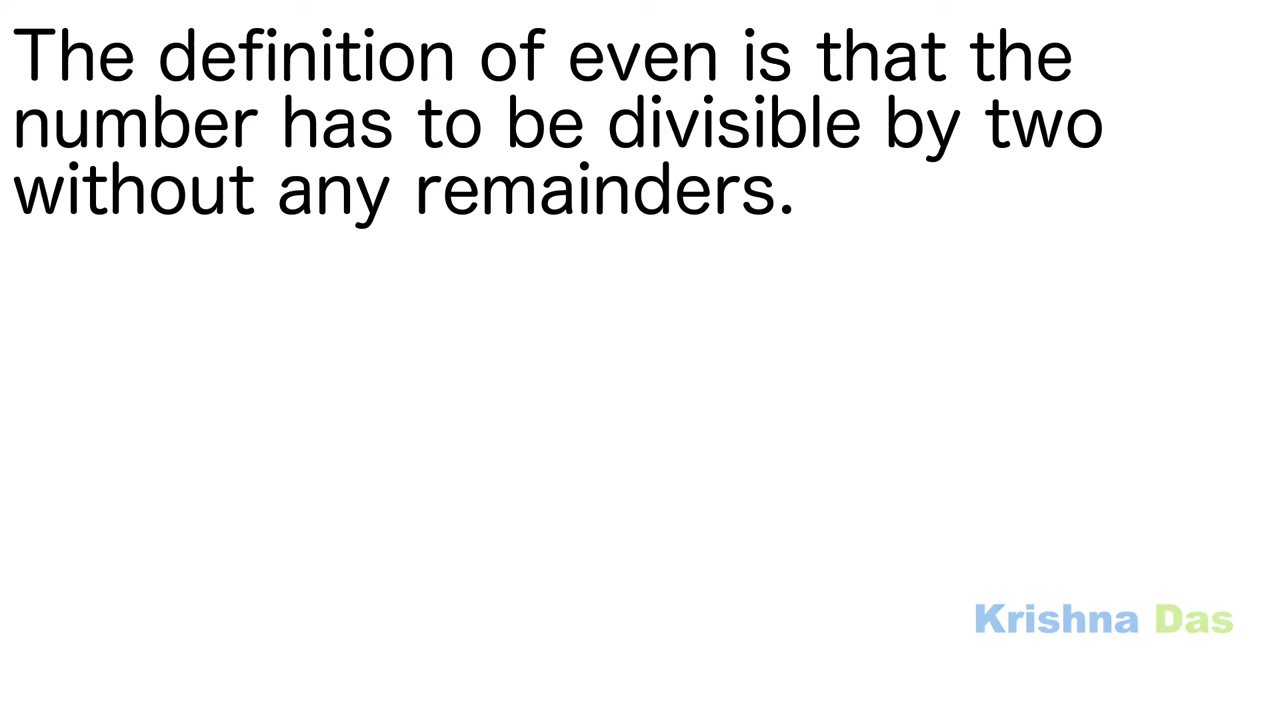 The definition of even is that the
number has to be divisible by two
without any remainders.
Krishna Das